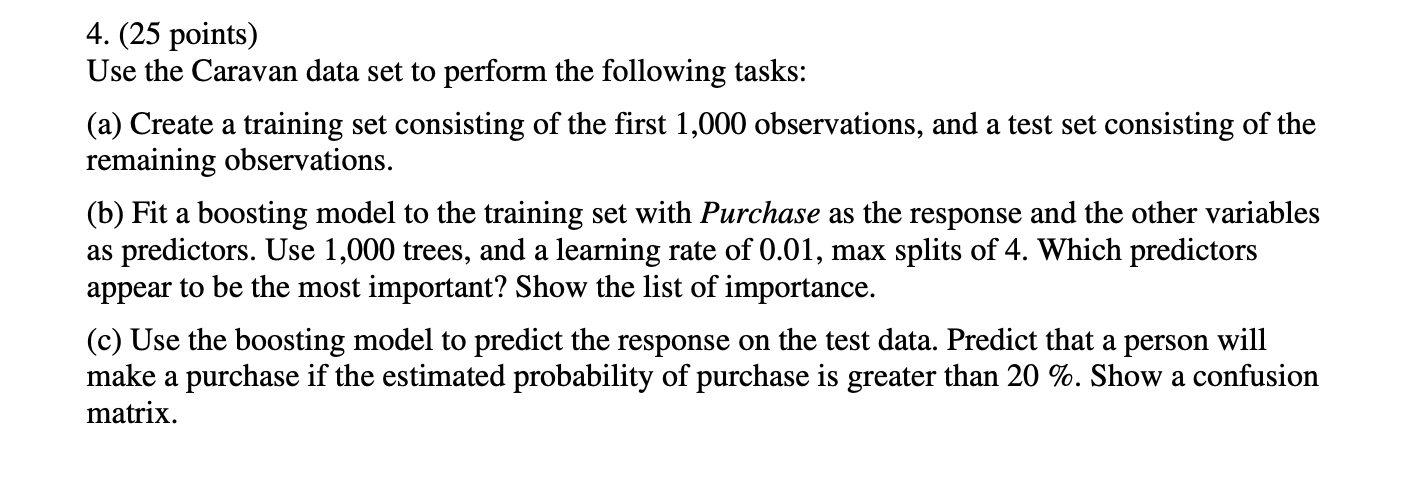 4. (25 points)
Use the Caravan data set to perform the following tasks:
(a) Create a training set consisting of the first 1,000 observations, and a test set consisting of the
remaining observations.
(b) Fit a boosting model to the training set with Purchase as the response and the other variables
as predictors. Use 1,000 trees, and a learning rate of 0.01, max splits of 4. Which predictors
appear to be the most important? Show the list of importance.
(c) Use the boosting model to predict the response on the test data. Predict that a person will
make a purchase if the estimated probability of purchase is greater than 20 %. Show a confusion
matrix.